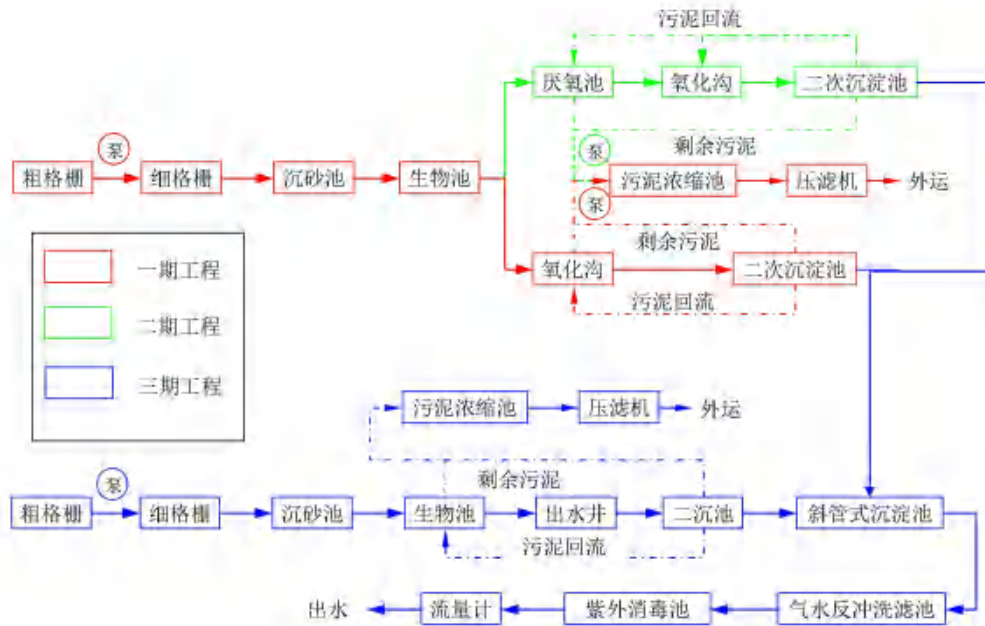 污泥回流
厌氧池
氧化沟
二次沉淀池
泵
泵
剩余污泥
粗格栅
细格栅
沉砂池
生物池
污泥浓缩池
压滤机
外运
泵
剩余污泥
一期工程
氧化沟
二次沉淀池
污泥回流
二期工程
三期工程
污泥浓缩池
压滤机
外运
泵
剩余污泥
粗格栅
细格栅
沉砂池
生物池
出水井
二沉池
斜管式沉淀池
污泥回流
出水
流量计
紫外消毒池
气水反冲洗滤池